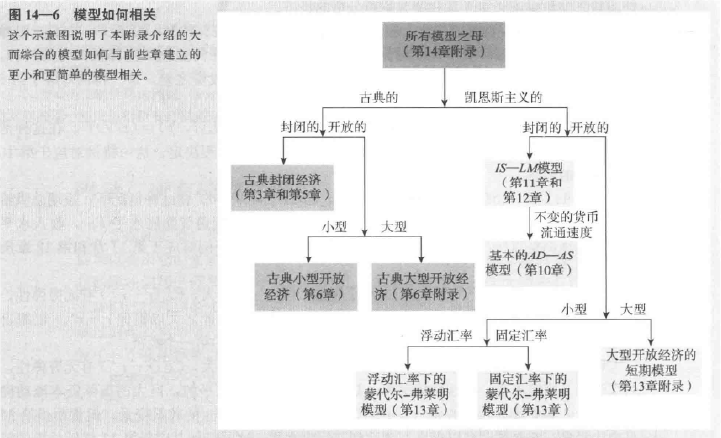 图 14—6 模型如何相关
这个示意图说明了本附录介绍的大
而综合的模型如何与前些章建立的
更小和更简单的模型相关。
所有模型之母
（第14章附录）
古典的
凯恩斯主义的
封闭的
开放的
封闭的
开放的
古典封闭经济
（第3章和第5章）
IS—LM模型
（第11章和
第12章）
小型
大型
不变的货币
流通速度
古典小型开放
经济（第6章）
古典大型开放经
济（第6章附录）
基本的AD—AS
模型（第10章）
小型
大型
浮动汇率
固定汇率
浮动汇率下的
蒙代尔-弗莱明
模型（第13章）
固定汇率下的
蒙代尔-弗莱明
模型（第13章）
大型开放经济的
短期模型
（第13章附录）